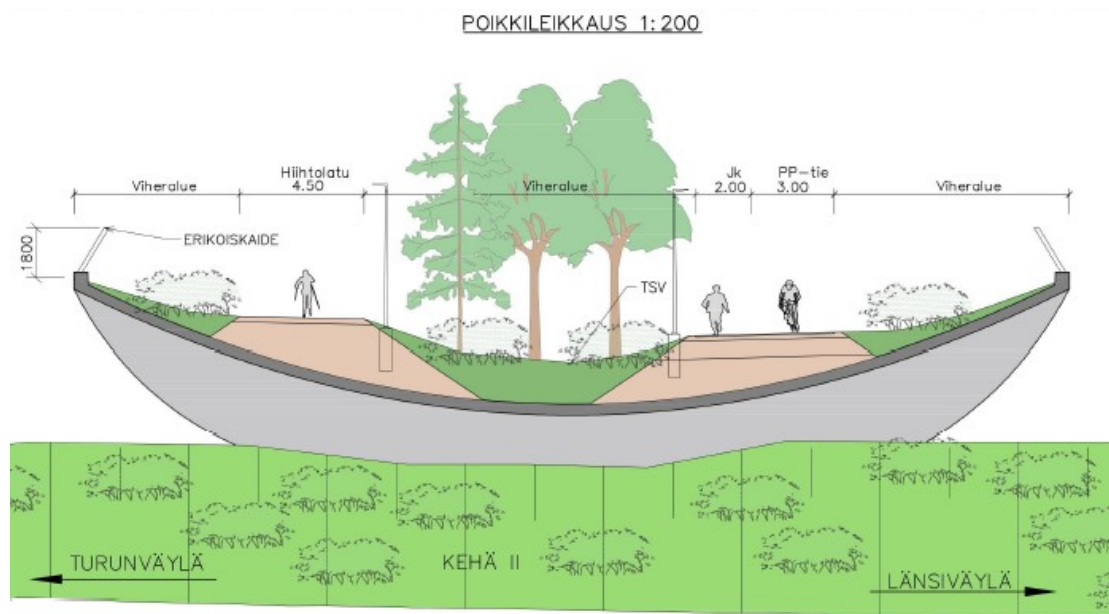 POIKKILEIKKAUS 1:200
Hiihtolatu
4.50
Jk
2.00
PP-tie
3.00
Viheralue
Viheralue
Viheralue
1800
ERIKOISKAIDE
TSV
TURUNVÄYLÄ
KEHÄ II
LÄNSIVÄYLÄ